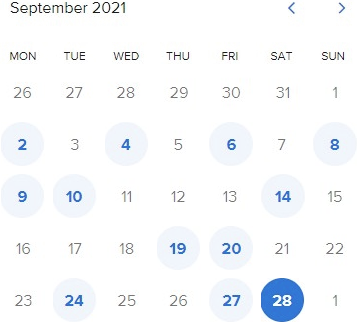 September 2021
MON TUE WED THU FRI SAT SUN
26 27 28 29 30 31 1
2 3 4 5 6 7 8
9 10 11 12 13 14 15
16 17 18 19 20 21 22
23 24 25 26 27 28 1